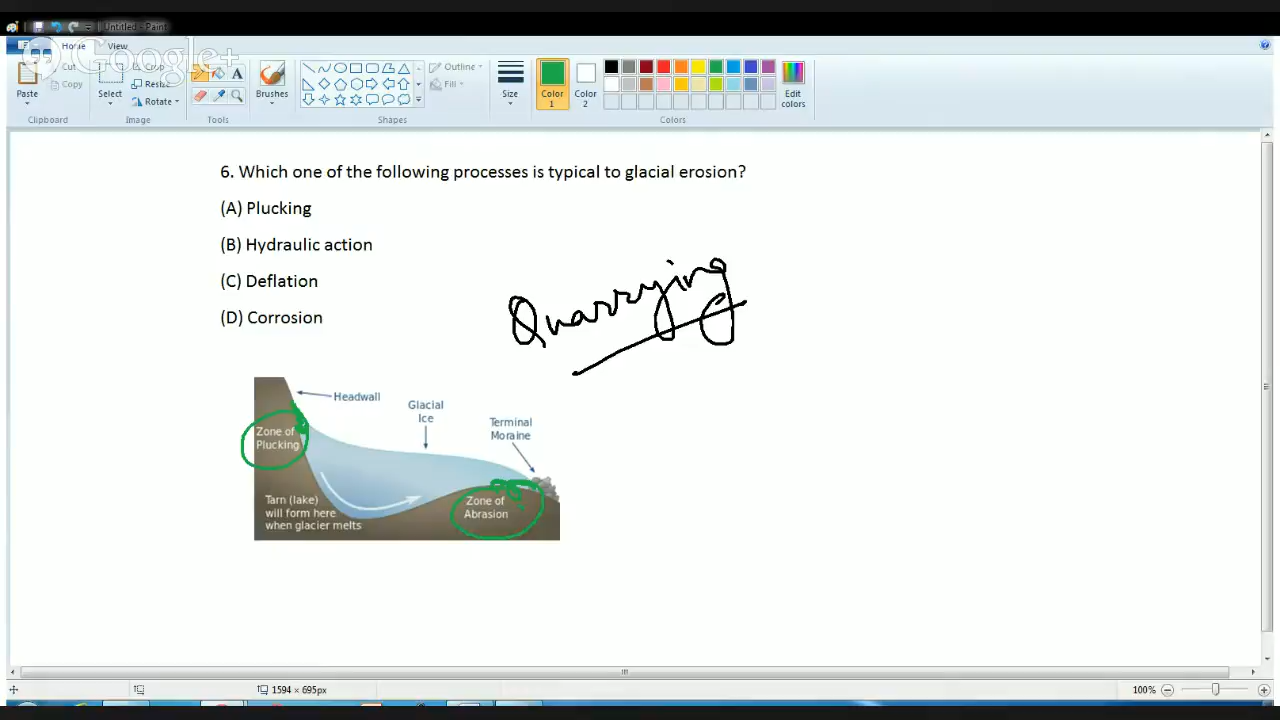 Untitled - Paint
Google+
Home View
Cut
Copy
Paste
Clipboard
Select
Crop
Resize
Rotate
Image
A
Tools
Brushes
Outline
Fill
Shapes
Size
Color 1
Color 2
Edit colors
Colors
6. Which one of the following processes is typical to glacial erosion?
(A) Plucking
(B) Hydraulic action
(C) Deflation
(D) Corrosion
Quarrying
Headwall
Glacial
Ice
Terminal
Moraine
Zone of
Plucking
Tarn (lake)
will form here
when glacier melts
Zone of
Abrasion
1594 × 695px
100%